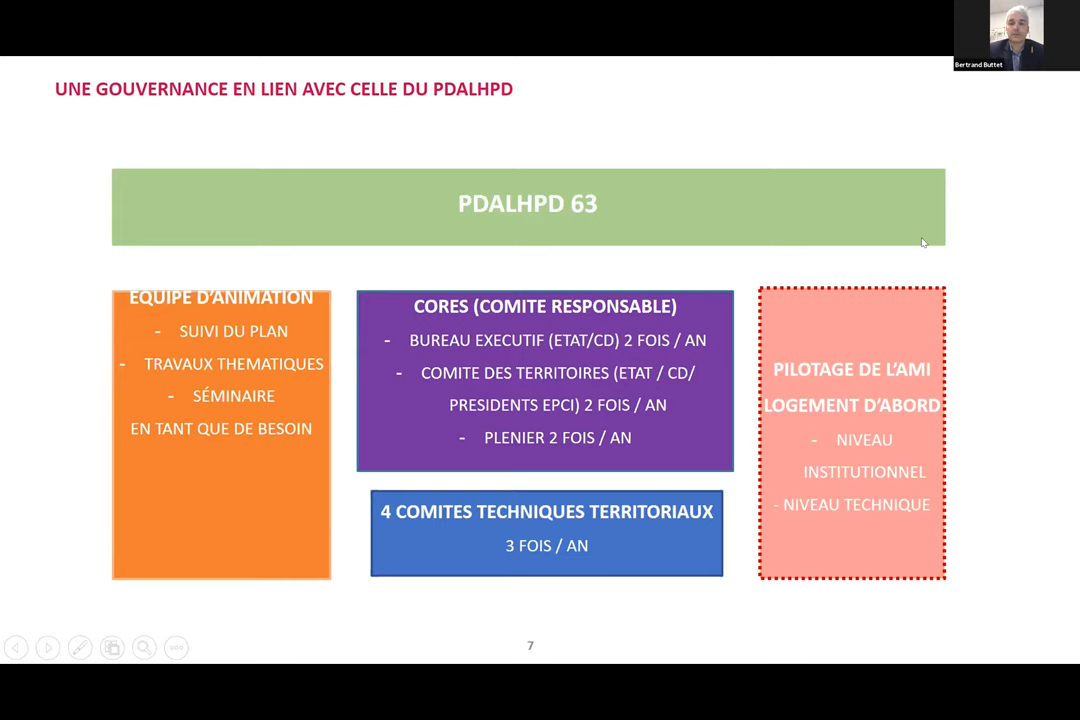 Bertrand Buttet
UNE GOUVERNANCE EN LIEN AVEC CELLE DU PDALHPD
PDALHPD 63
EQUIPE D'ANIMATION
- SUIVI DU PLAN
- TRAVAUX THEMATIQUES
- SÉMINAIRE
EN TANT QUE DE BESOIN
CORES (COMITE RESPONSABLE)
- BUREAU EXECUTIF (ETAT/CD) 2 FOIS / AN
- COMITE DES TERRITOIRES (ETAT / CD/
PRESIDENTS EPCI) 2 FOIS / AN
- PLENIER 2 FOIS / AN
4 COMITES TECHNIQUES TERRITORIAUX
3 FOIS / AN
PILOTAGE DE L'AMI
LOGEMENT D'ABORD
- NIVEAU
INSTITUTIONNEL
- NIVEAU TECHNIQUE
7